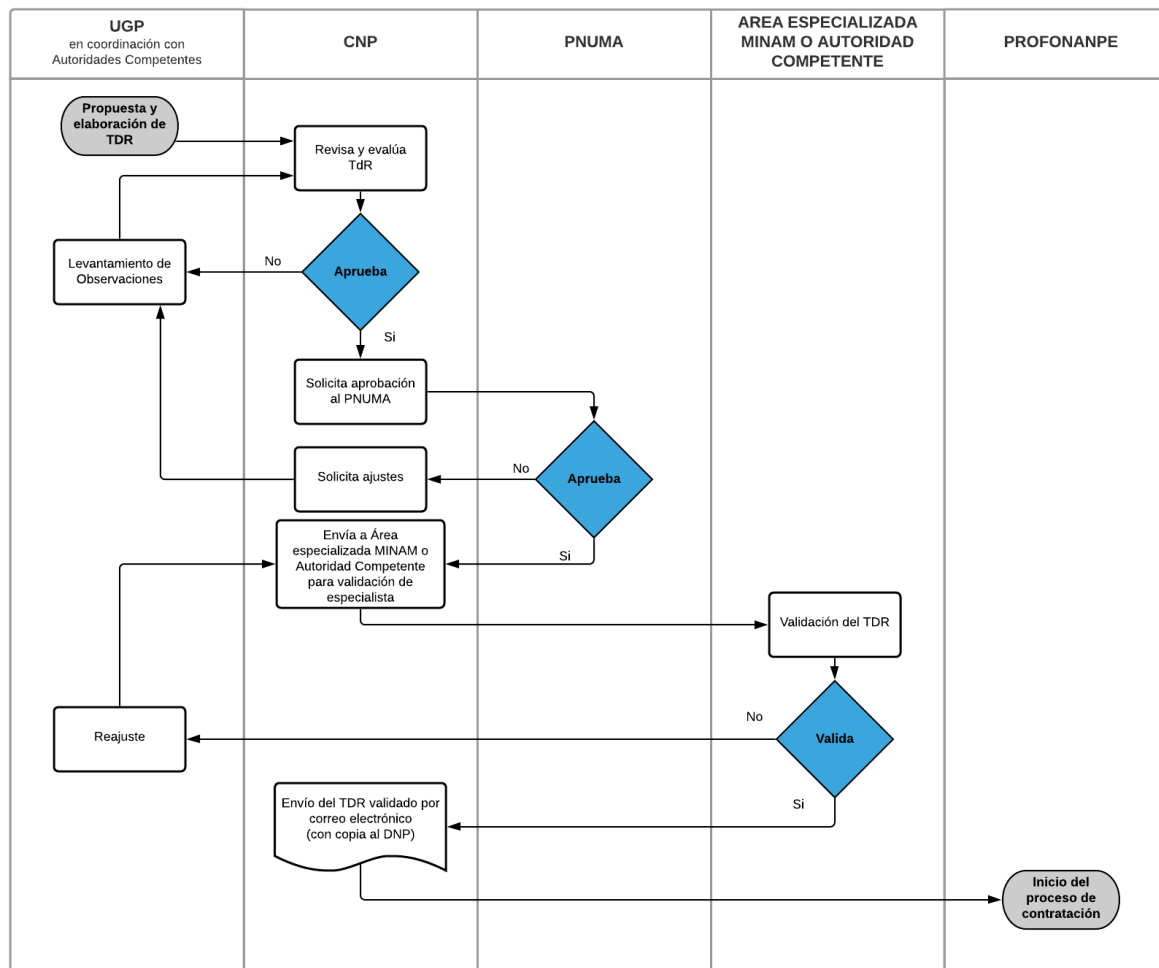 UGP
en coordinación con
Autoridades Competentes
CNP
PNUMA
AREA ESPECIALIZADA
MINAM O AUTORIDAD
COMPETENTE
PROFONANPE
Propuesta y
elaboración de
TDR
Revisa y evalúa
TdR
Levantamiento de
Observaciones
No
Aprueba
Si
Solicita aprobación
al PNUMA
Solicita ajustes
No
Aprueba
Si
Envía a Área
especializada MINAM o
Autoridad Competente
para validación de
especialista
Validación del TDR
Reajuste
No
Valida
Si
Envío del TDR validado por
correo electrónico
(con copia al DNP)
Inicio del
proceso de
contratación